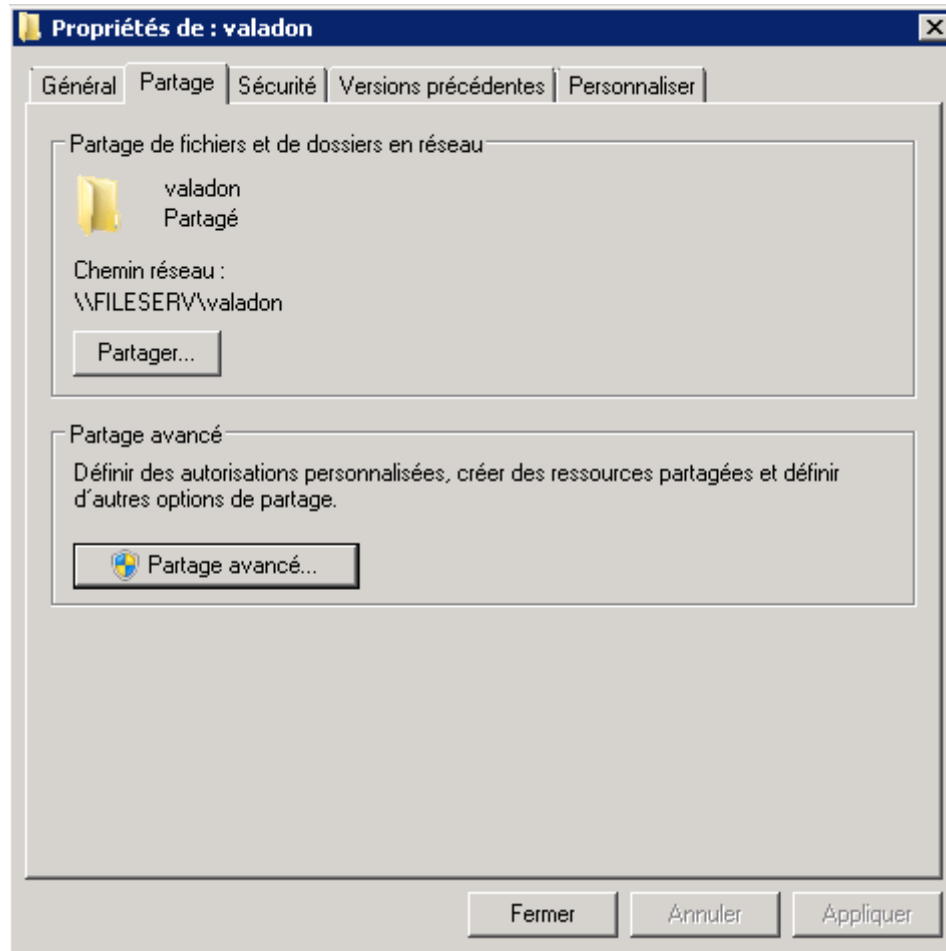 Propriétés de : valadon
Général Partage Sécurité Versions précédentes Personnaliser
Partage de fichiers et de dossiers en réseau
valadon
Partagé
Chemin réseau :
\\FILESERV\valadon
Partager...
Partage avancé
Définir des autorisations personnalisées, créer des ressources partagées et définir
d'autres options de partage.
Partage avancé...
Fermer Annuler Appliquer